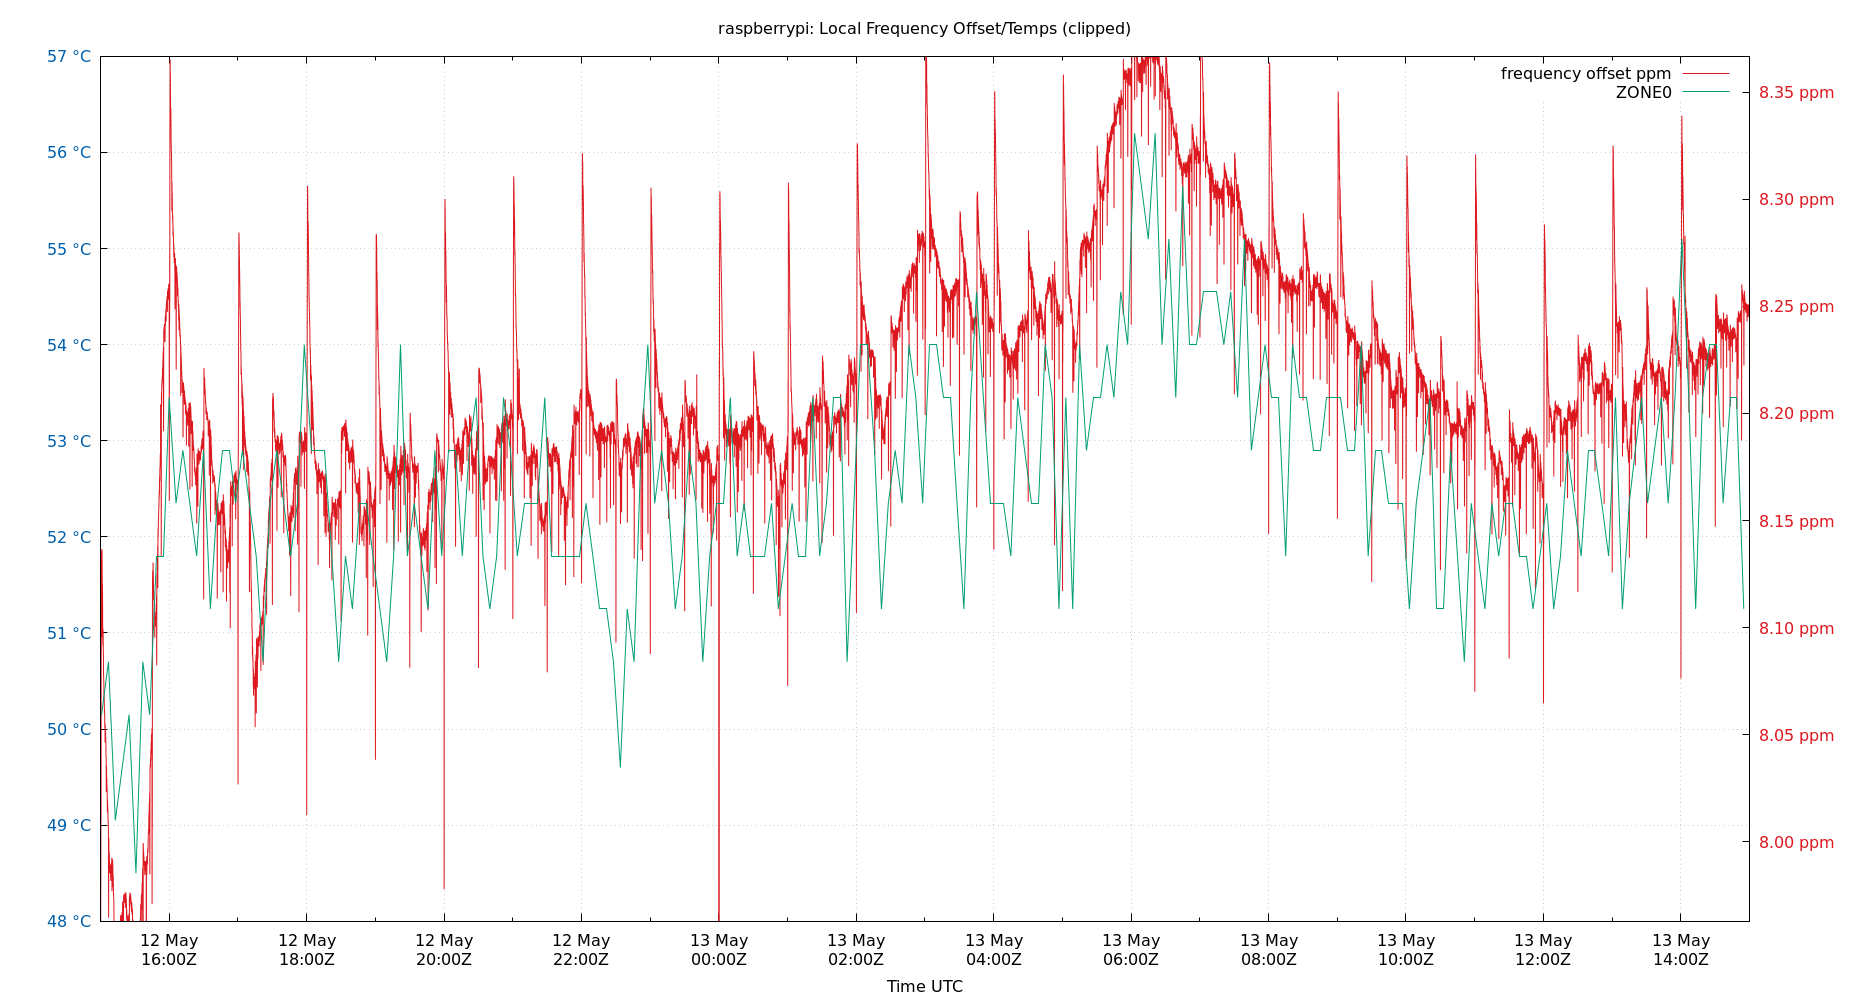 raspberrypi: Local Frequency Offset/Temps (clipped)
57 °C
56 °C
55 °C
54 °C
53 °C
52 °C
51 °C
50 °C
49 °C
48 °C
frequency offset ppm
ZONE0
8.35 ppm
8.30 ppm
8.25 ppm
8.20 ppm
8.15 ppm
8.10 ppm
8.05 ppm
8.00 ppm
12 May 12 May 12 May 12 May 13 May 13 May 13 May 13 May 13 May 13 May 13 May 13 May
16:00Z 18:00Z 20:00Z 22:00Z 00:00Z 02:00Z 04:00Z 06:00Z 08:00Z 10:00Z 12:00Z 14:00Z
Time UTC